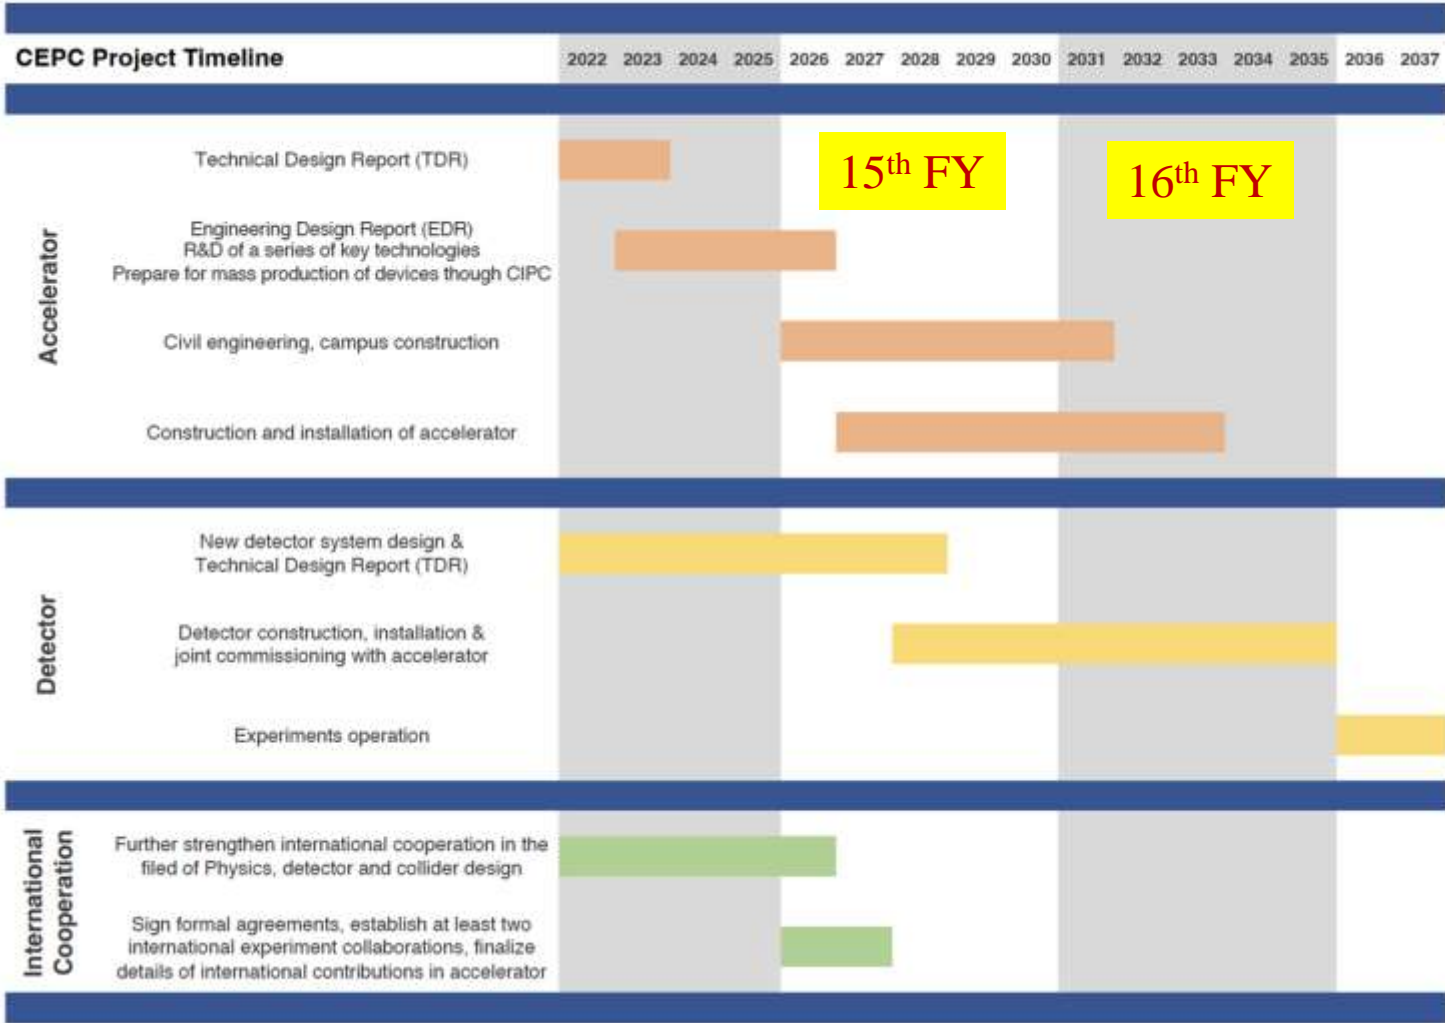 CEPC Project Timeline 2022 2023 2024 2025 2026 2027 2028 2029 2030 2031 2032 2033 2034 2035 2036 2037
Accelerator
Technical Design Report (TDR)
15th FY
16th FY
Engineering Design Report (EDR)
R&D of a series of key technologies
Prepare for mass production of devices though CIPC
Civil engineering, campus construction
Construction and installation of accelerator
Detector
New detector system design &
Technical Design Report (TDR)
Detector construction, installation &
joint commissioning with accelerator
Experiments operation
International
Cooperation
Further strengthen international cooperation in the
filed of Physics, detector and collider design
Sign formal agreements, establish at least two
international experiment collaborations, finalize
details of international contributions in accelerator